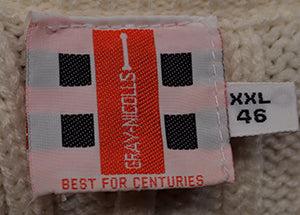 GRAY-NICOLLS
BEST FOR CENTURIES
XXL
46